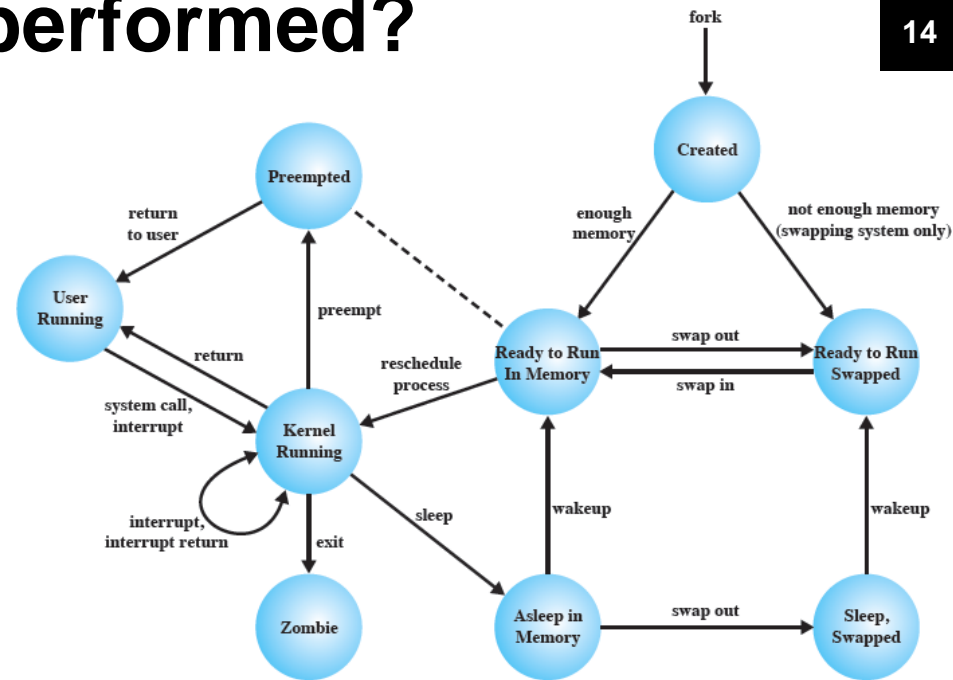 performed?
14
fork
Created
Preempted
return
to user
enough
memory
not enough memory
(swapping system only)
User
Running
preempt
return
reschedule
process
Ready to Run
In Memory
swap out
swap in
Ready to Run
Swapped
system call,
interrupt
Kernel
Running
interrupt,
interrupt return
sleep
exit
wakeup
wakeup
Zombie
Asleep in
Memory
swap out
Sleep,
Swapped